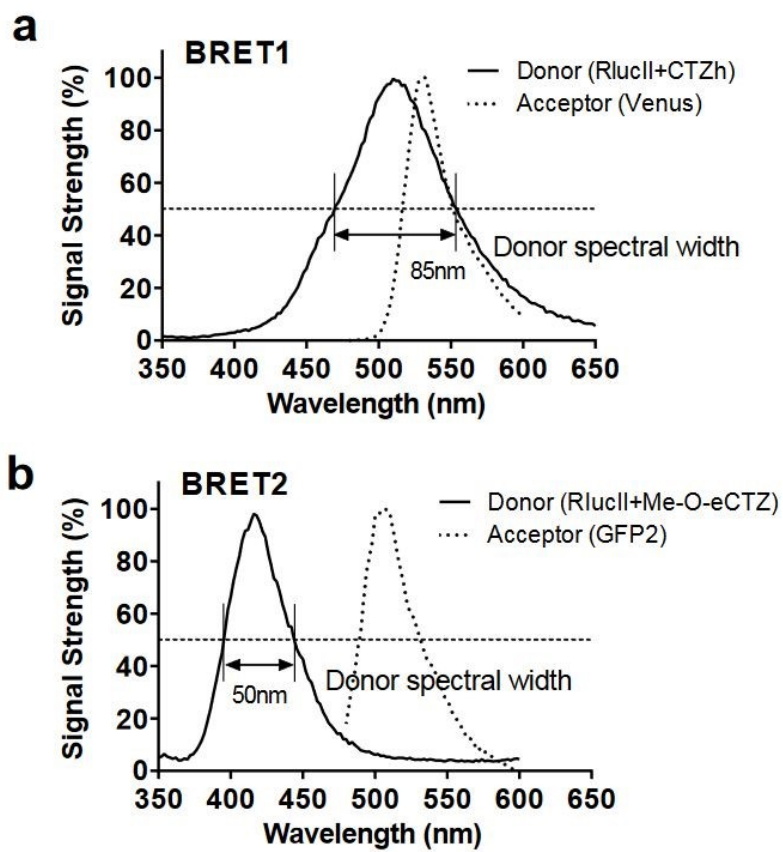 a
BRET1
Signal Strength (%)
100
80
60
40
20
0
Donor (RlucII+CTZh)
Acceptor (Venus)
Donor spectral width
85nm
350 400 450 500 550 600 650
Wavelength (nm)
b
BRET2
Signal Strength (%)
100
80
60
40
20
0
Donor (RlucII+Me-O-eCTZ)
Acceptor (GFP2)
Donor spectral width
50nm
350 400 450 500 550 600 650
Wavelength (nm)